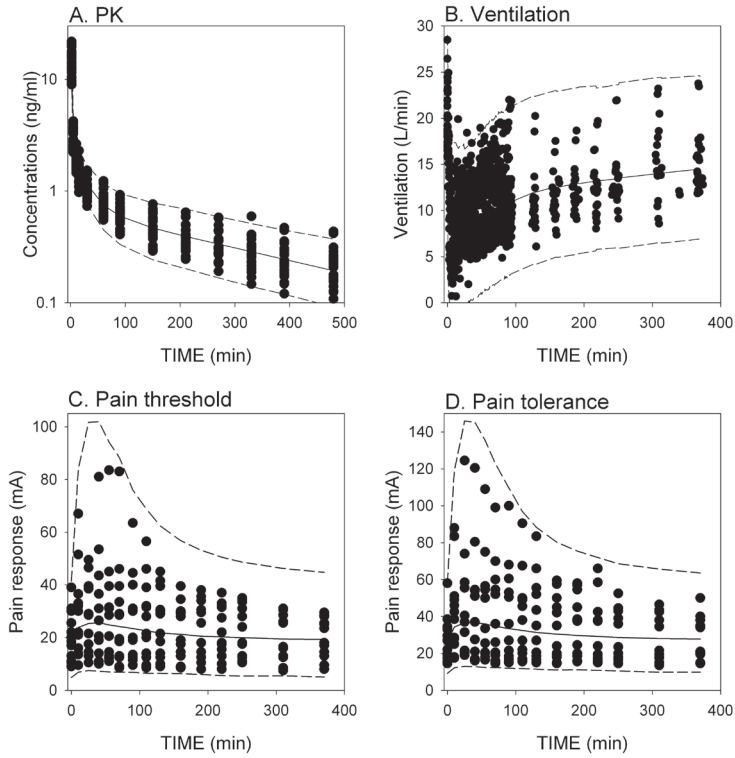 A. PK
B. Ventilation
Concentrations (ng/ml)
10
1
0.1
0 100 200 300 400 500
TIME (min)
Ventilation (L/min)
30
25
20
15
10
5
0
0 100 200 300 400
TIME (min)
C. Pain threshold
D. Pain tolerance
Pain response (mA)
100
80
60
40
20
0
0 100 200 300 400
TIME (min)
Pain response (mA)
140
120
100
80
60
40
20
0
0 100 200 300 400
TIME (min)